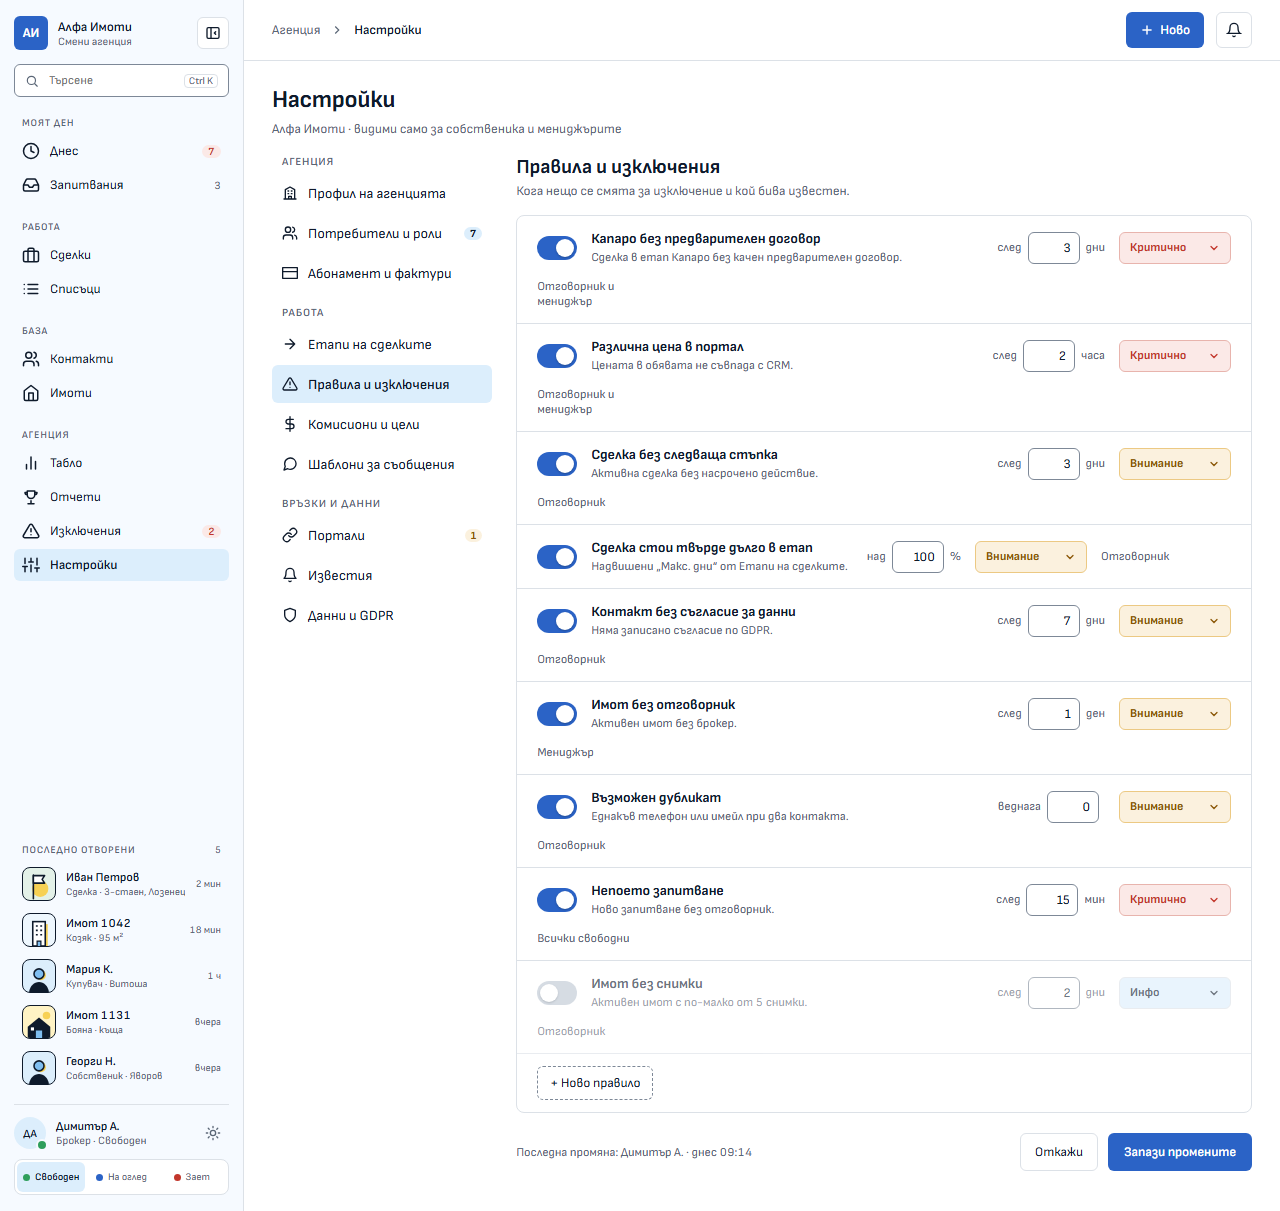 АИ
Алфа Имоти
Смени агенция
Търсене
Ctrl K
МОЯТ ДЕН
Днес
7
Запитвания
3
РАБОТА
Сделки
Списъци
БАЗА
Контакти
Имоти
АГЕНЦИЯ
Табло
Отчети
Изключения
2
Настройки
ПОСЛЕДНО ОТВОРЕНИ
5
Иван Петров
Сделка · 3-стаен, Лозенец
2 мин
Имот 1042
Козяк · 95 м²
18 мин
Мария К.
Купувач · Витоша
1 ч
Имот 1131
Бояна · къща
вчера
Георги Н.
Собственик · Яворов
вчера
ДА
Димитър А.
Брокер · Свободен
Свободен
На оглед
Зает
Агенция
Настройки
+ Ново
Настройки
Алфа Имоти · видими само за собственика и мениджърите
АГЕНЦИЯ
Профил на агенцията
Потребители и роли
7
Абонамент и фактури
РАБОТА
Етапи на сделките
Правила и изключения
Комисиони и цели
Шаблони за съобщения
ВРЪЗКИ И ДАННИ
Портали
1
Известия
Данни и GDPR
Правила и изключения
Кога нещо се смята за изключение и кой бива известен.
Капаро без предварителен договор
Сделка в етап Капаро без качен предварителен договор.
след 3 дни
Критично
Отговорник и
мениджър
Различна цена в портал
Цената в обявата не съвпада с CRM.
след 2 часа
Критично
Отговорник и
мениджър
Сделка без следваща стъпка
Активна сделка без насрочено действие.
след 3 дни
Внимание
Отговорник
Сделка стои твърде дълго в етап
Надвишени „Макс. дни“ от Етапи на сделките.
над 100 %
Внимание
Отговорник
Контакт без съгласие за данни
Няма записано съгласие по GDPR.
след 7 дни
Внимание
Отговорник
Имот без отговорник
Активен имот без брокер.
след 1 ден
Внимание
Мениджър
Възможен дубликат
Еднакъв телефон или имейл при два контакта.
веднага 0
Внимание
Отговорник
Непоето запитване
Ново запитване без отговорник.
след 15 мин
Критично
Всички свободни
Имот без снимки
Активен имот с по-малко от 5 снимки.
след 2 дни
Инфо
Отговорник
+ Ново правило
Последна промяна: Димитър А. · днес 09:14
Откажи
Запази промените